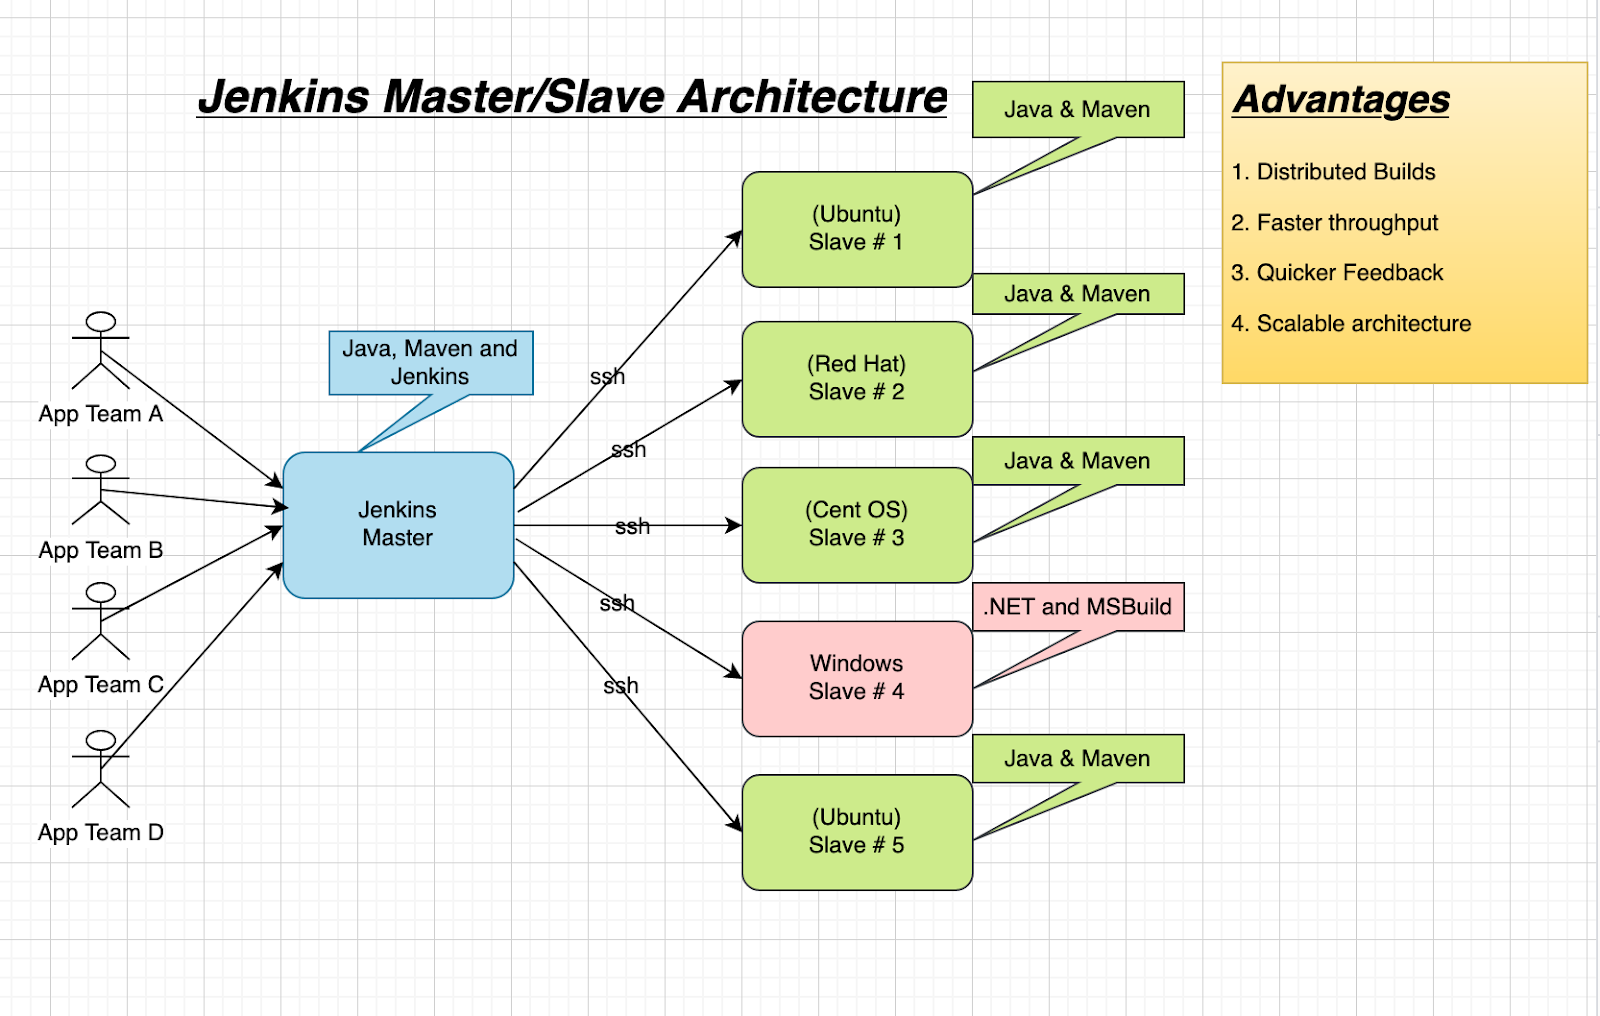 Jenkins Master/Slave Architecture
Java & Maven
Advantages
1. Distributed Builds
2. Faster throughput
3. Quicker Feedback
4. Scalable architecture
(Ubuntu)
Slave # 1
Java & Maven
(Red Hat)
Slave # 2
Java, Maven and
Jenkins
ssh
App Team A
ssh
Java & Maven
Jenkins
Master
(Cent OS)
Slave # 3
ssh
App Team B
ssh
.NET and MSBuild
Windows
Slave # 4
App Team C
ssh
Java & Maven
(Ubuntu)
Slave # 5
App Team D